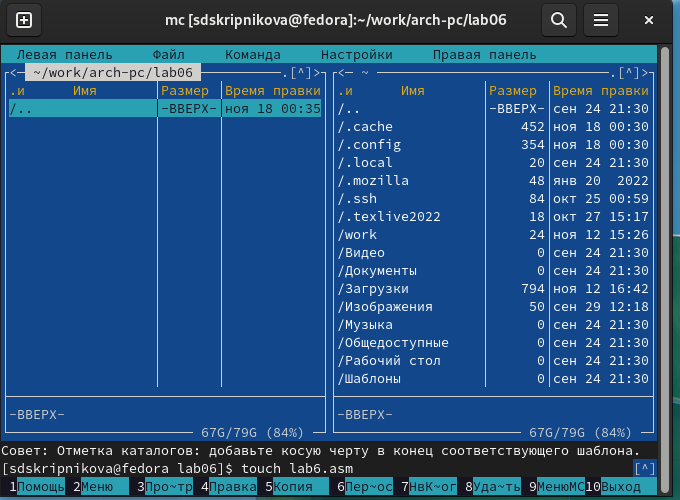 mc [sdskripnikova@fedora]:~/work/arch-pc/lab06
Левая панель Файл Команда Настройки Правая панель
<— ~/work/arch-pc/lab06 .[^]>
.и Имя Размер Время правки
/.. -ВВЕРХ- ноя 18 00:35
-ВВЕРХ-
67G/79G (84%)
<— ~ .[^]>
.и Имя Размер Время правки
/.. -ВВЕРХ- сен 24 21:30
/.cache 452 ноя 18 00:30
/.config 354 ноя 18 00:30
/.local 20 сен 24 21:30
/.mozilla 48 янв 20 2022
/.ssh 84 окт 25 00:59
/.texlive2022 18 окт 27 15:17
/work 24 ноя 12 15:26
/Видео 0 сен 24 21:30
/Документы 0 сен 24 21:30
/Загрузки 794 ноя 12 16:42
/Изображения 50 сен 29 12:18
/Музыка 0 сен 24 21:30
/Общедоступные 0 сен 24 21:30
/Рабочий стол 0 сен 24 21:30
/Шаблоны 0 сен 24 21:30
-ВВЕРХ-
67G/79G (84%)
Совет: Отметка каталогов: добавьте косую черту в конец соответствующего шаблона.
[sdskripnikova@fedora lab06]$ touch lab6.asm [^]
1Помощь 2Меню 3Про~тр 4Правка 5Копия 6Пер~ос 7НвК~ог 8Уда~ть 9МенюMC 10Выход